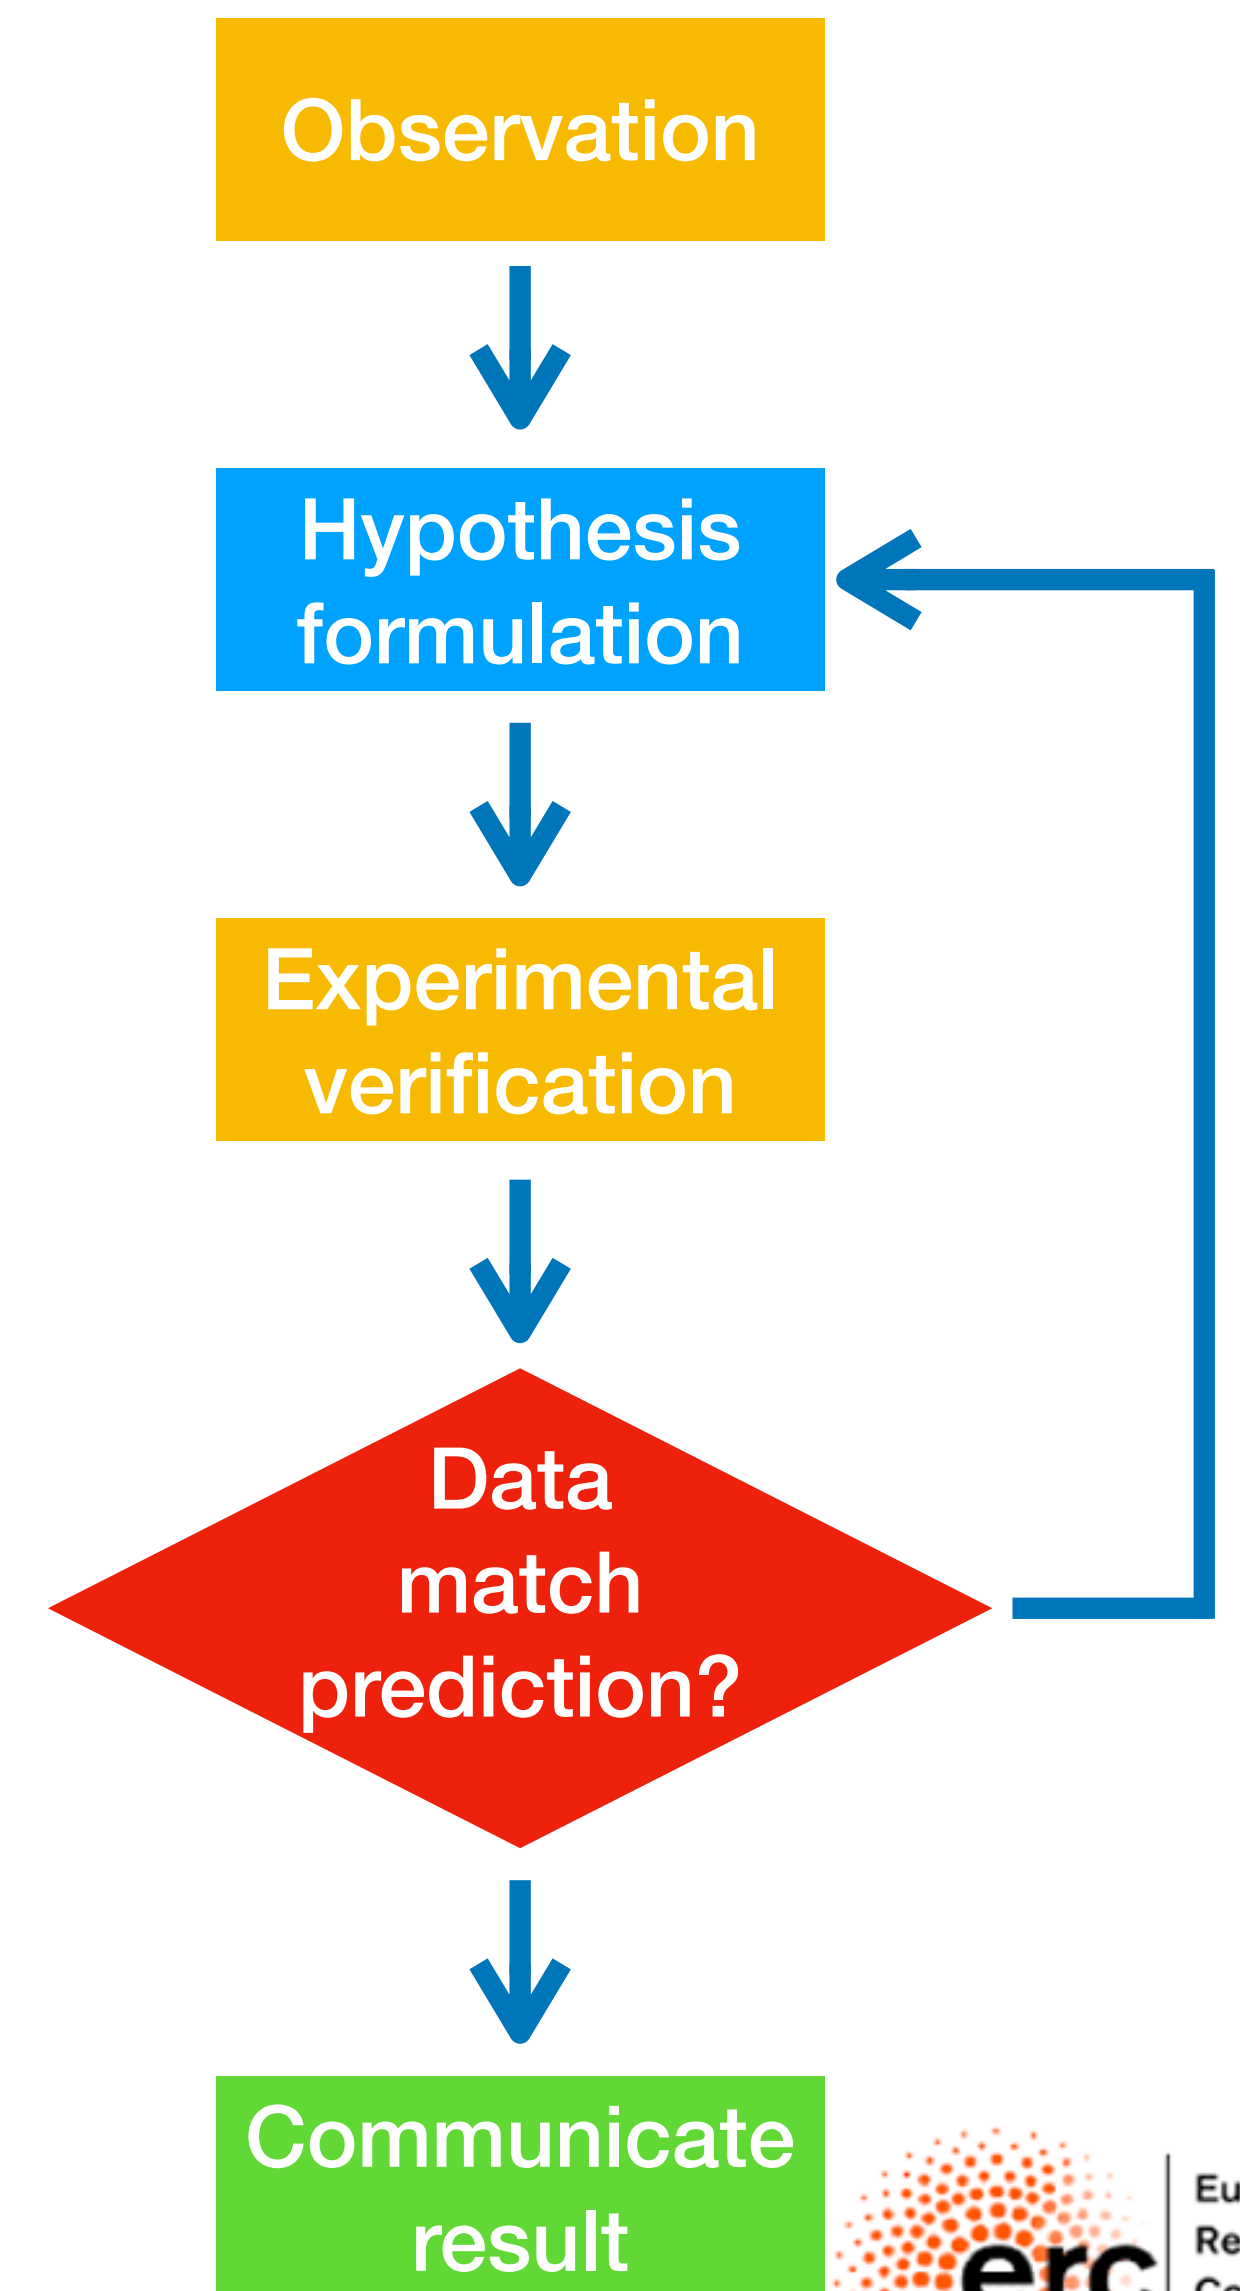 Observation
Hypothesis
formulation
Experimental
verification
Data
match
prediction?
Communicate
result
erc
Eu
Re